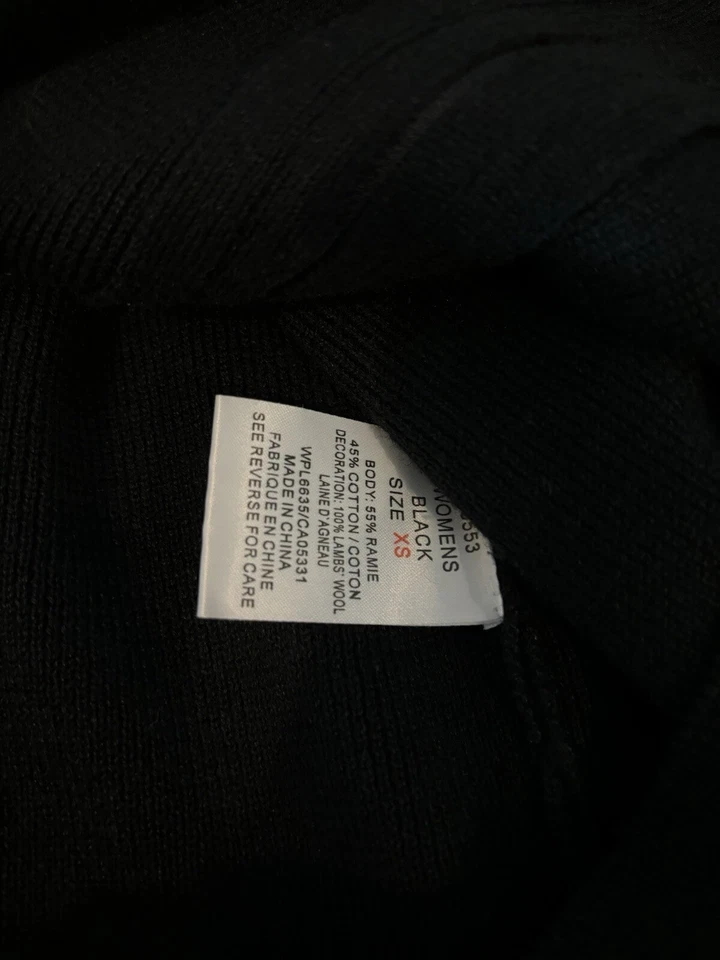 553
WOMENS
BLACK
SIZE XS
BODY: 55% RAMIE
45% COTTON / COTON
DECORATION: 100% LAMBS' WOOL
LAINE D'AGNEAU
WPL6635/CA05331
MADE IN CHINA
FABRIQUE EN CHINE
SEE REVERSE FOR CARE